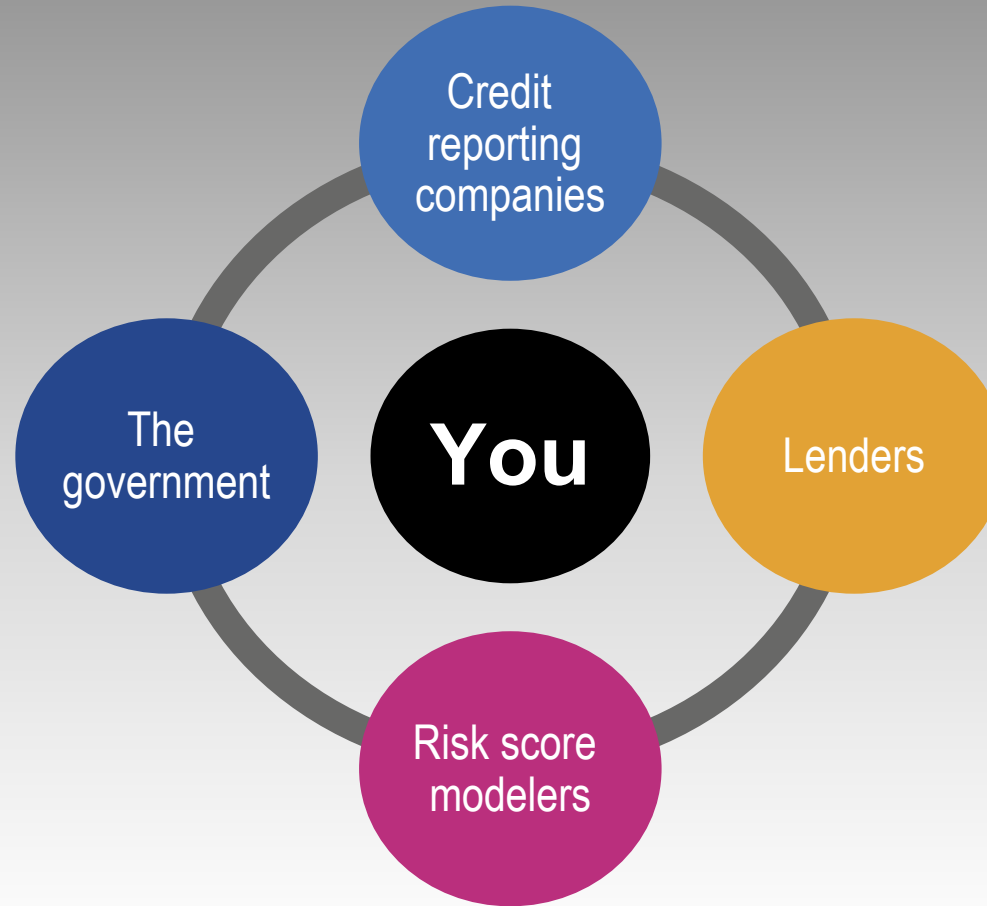 Credit
reporting
companies
The
government
You
Lenders
Risk score
modelers